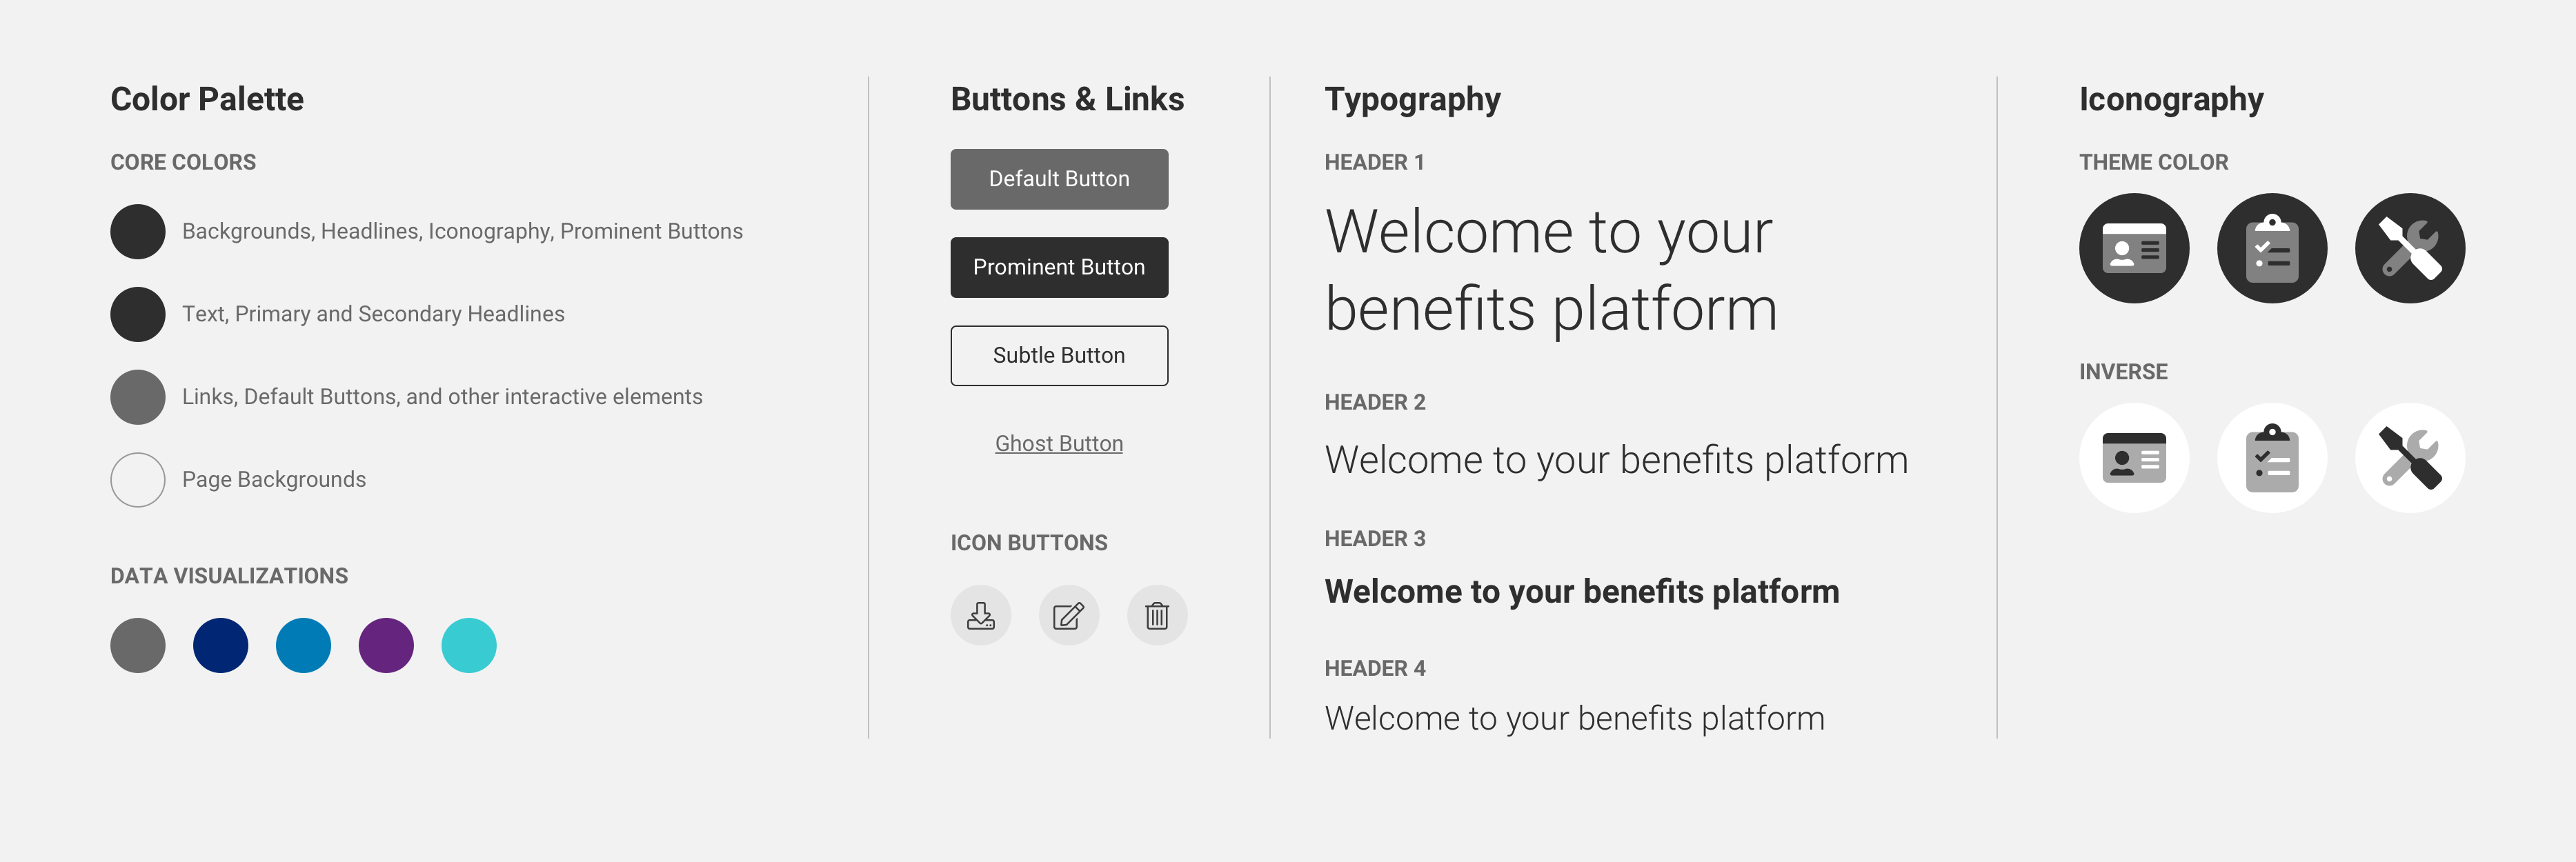 Color Palette
CORE COLORS
Backgrounds, Headlines, Iconography, Prominent Buttons
Text, Primary and Secondary Headlines
Links, Default Buttons, and other interactive elements
Page Backgrounds
DATA VISUALIZATIONS
Buttons & Links
Default Button
Prominent Button
Subtle Button
Ghost Button
ICON BUTTONS
Typography
HEADER 1
Welcome to your
benefits platform
HEADER 2
Welcome to your benefits platform
HEADER 3
Welcome to your benefits platform
HEADER 4
Welcome to your benefits platform
Iconography
THEME COLOR
INVERSE